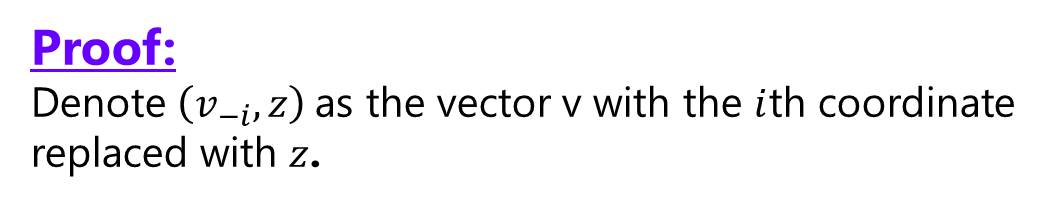 Proof:
Denote (𝑣₋ᵢ, 𝑧) as the vector v with the 𝑖th coordinate
replaced with 𝑧.